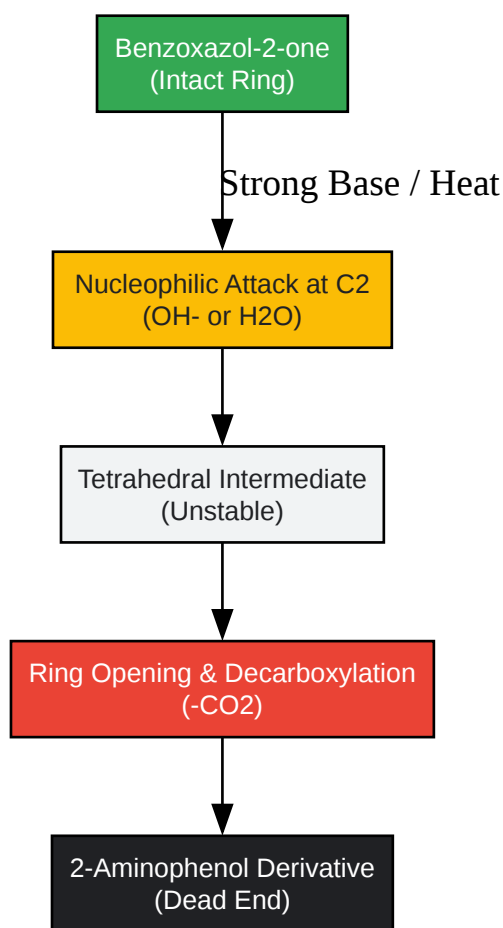 Benzoxazol-2-one
(Intact Ring)
Strong Base / Heat
Nucleophilic Attack at C2
(OH- or H2O)
Tetrahedral Intermediate
(Unstable)
Ring Opening & Decarboxylation
(-CO2)
2-Aminophenol Derivative
(Dead End)